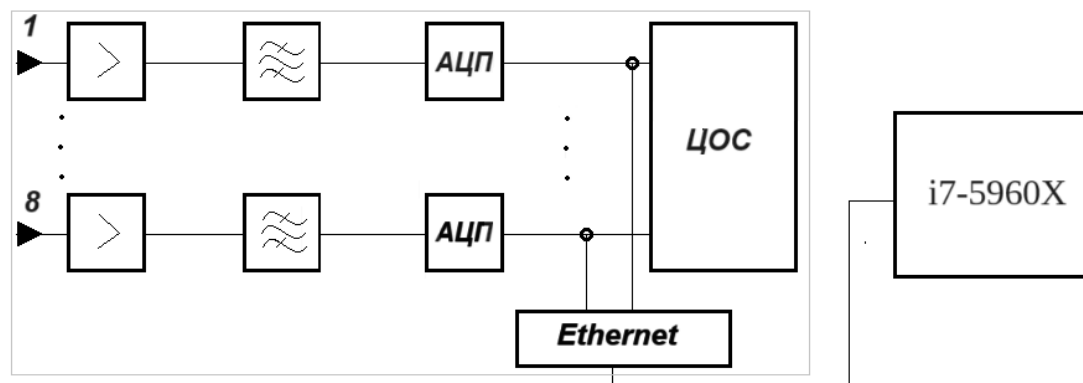 1
АЦП
ЦОС
i7-5960X
8
АЦП
Ethernet